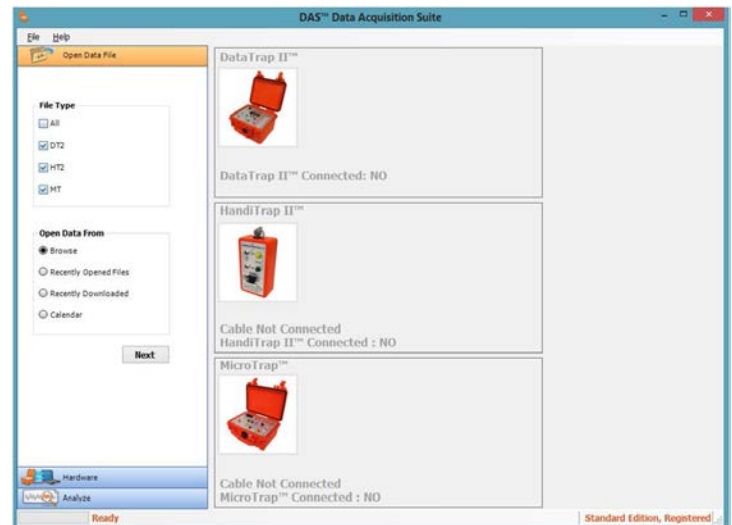 DAS™ Data Acquisition Suite
File Help
Open Data File
File Type
All
DT2
HT2
MT
Open Data From
Browse
Recently Opened Files
Recently Downloaded
Calendar
Next
Hardware
Analyze
DataTrap II™
DataTrap II™ Connected: NO
HandiTrap II™
Cable Not Connected
HandiTrap II™ Connected : NO
MicroTrap™
Cable Not Connected
MicroTrap™ Connected : NO
Ready
Standard Edition, Registered